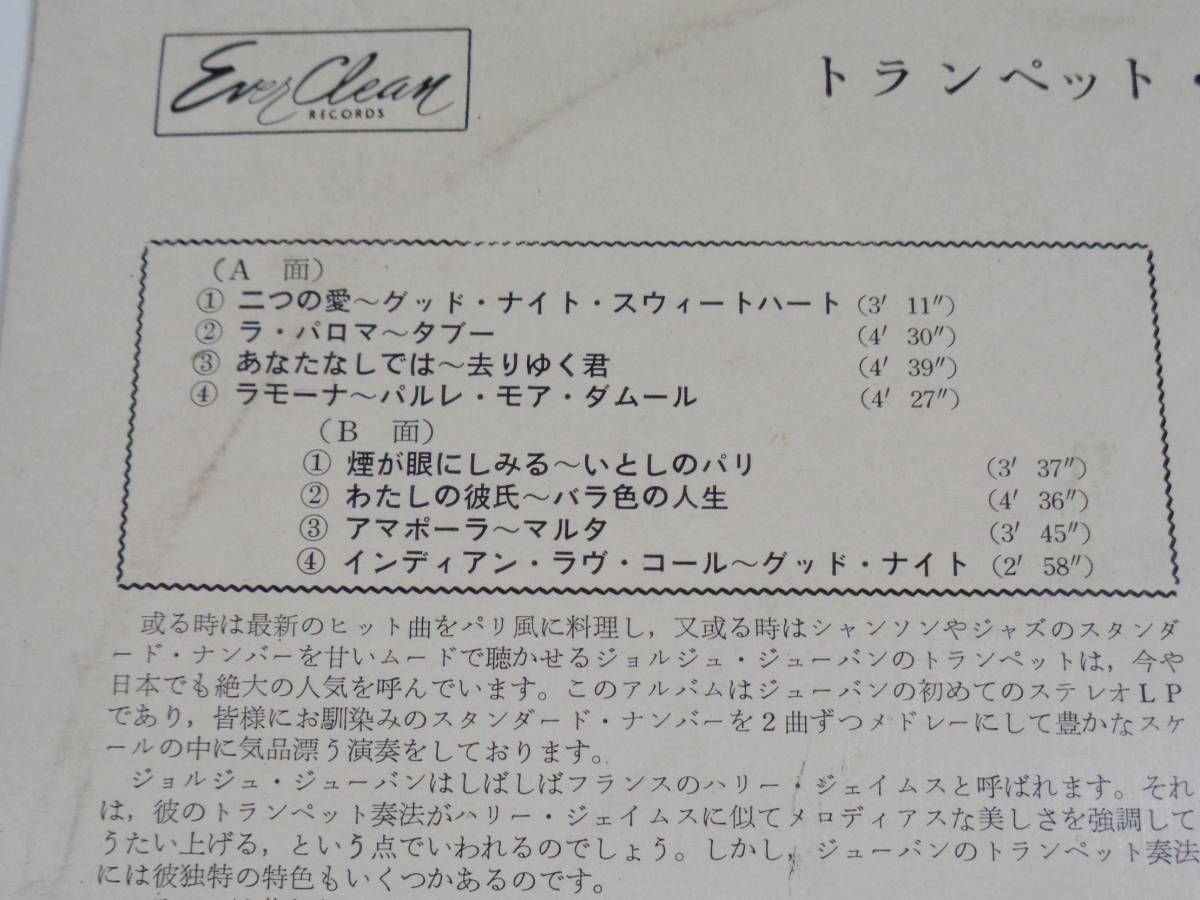 Ever Clean
RECORDS
トランペット・
（A 面）
① 二つの愛〜グッド・ナイト・スウィートハート (3′ 11″)
② ラ・パロマ〜タブー (4′ 30″)
③ あなたなしでは〜去りゆく君 (4′ 39″)
④ ラモーナ〜パルレ・モア・ダムール (4′ 27″)
（B 面）
① 煙が眼にしみる〜いとしのパリ (3′ 37″)
② わたしの彼氏〜バラ色の人生 (4′ 36″)
③ アマポーラ〜マルタ (3′ 45″)
④ インディアン・ラヴ・コール〜グッド・ナイト (2′ 58″)
或る時は最新のヒット曲をパリ風に料理し，又或る時はシャンソンやジャズのスタンダ
ード・ナンバーを甘いムードで聴かせるジョルジュ・ジューバンのトランペットは，今や
日本でも絶大の人気を呼んでいます。このアルバムはジューバンの初めてのステレオLP
であり，皆様にお馴染みのスタンダード・ナンバーを２曲ずつメドレーにして豊かなスケ
ールの中に気品漂う演奏をしております。
ジョルジュ・ジューバンはしばしばフランスのハリー・ジェイムスと呼ばれます。それ
は，彼のトランペット奏法がハリー・ジェイムスに似てメロディアスな美しさを強調して
うたい上げる，という点でいわれるのでしょう。しかし，ジューバンのトランペット奏法
には彼独特の特色もいくつかあるのです。